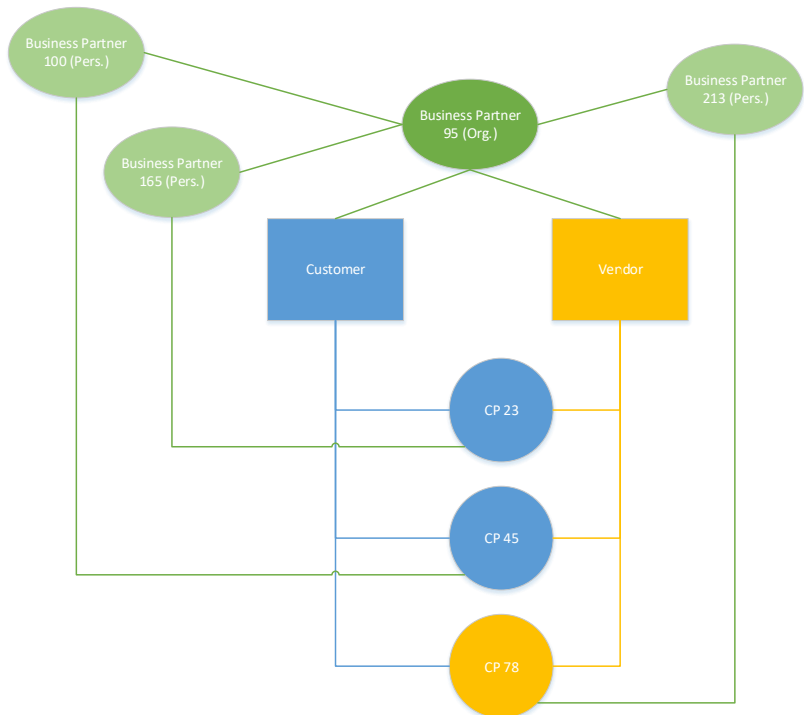 Business Partner
100 (Pers.)
Business Partner
213 (Pers.)
Business Partner
95 (Org.)
Business Partner
165 (Pers.)
Customer
Vendor
CP 23
CP 45
CP 78